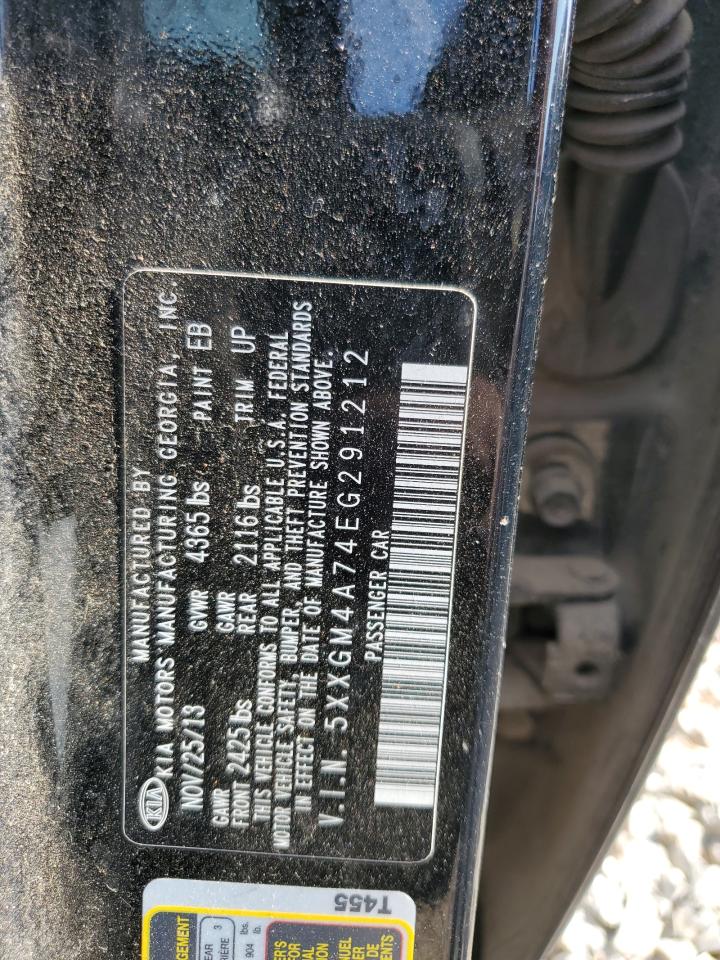 MANUFACTURED BY
KIA KIA MOTORS MANUFACTURING GEORGIA, INC.
NOV/25/13 GVWR 4365 lbs PAINT EB
GAWR FRONT 2425 lbs GAWR REAR 2116 lbs TRIM UP
THIS VEHICLE CONFORMS TO ALL APPLICABLE U.S.A. FEDERAL
MOTOR VEHICLE SAFETY, BUMPER, AND THEFT PREVENTION STANDARDS
IN EFFECT ON THE DATE OF MANUFACTURE SHOWN ABOVE.
V.I.N. 5XXGM4A74EG291212
PASSENGER CAR
T455